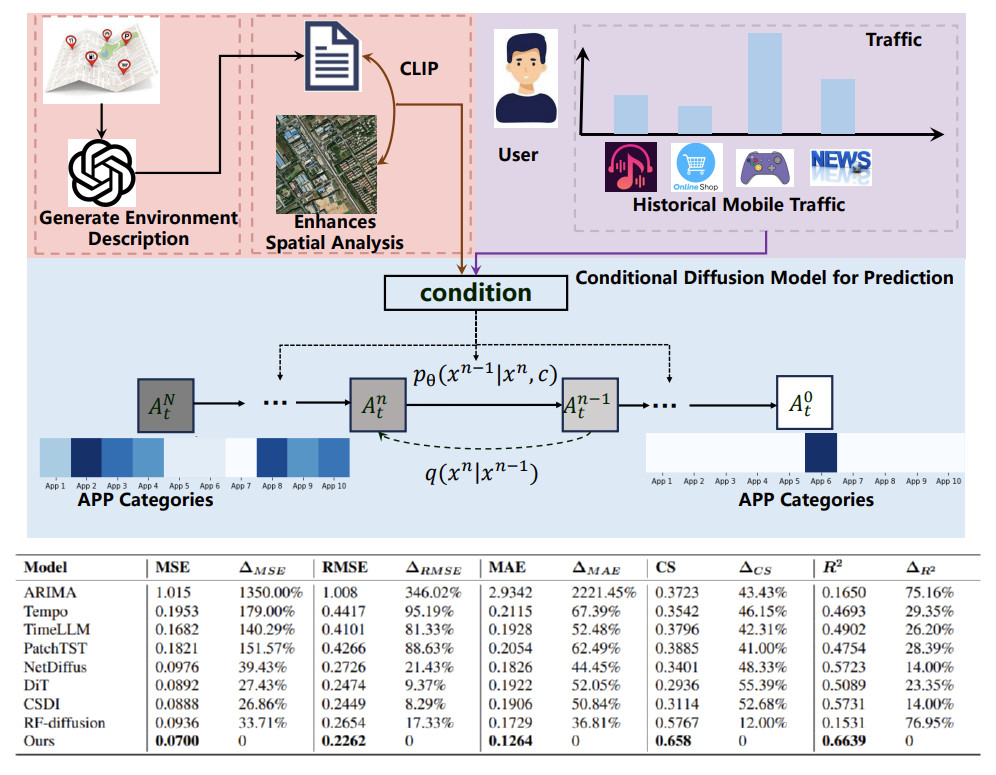 Generate Environment
Description
CLIP
Enhances
Spatial Analysis
User
Traffic
Online Shop
NEWS
Historical Mobile Traffic
Conditional Diffusion Model for Prediction
condition
p_θ(x^{n-1}|x^n, c)
A_t^N
...
A_t^n
A_t^{n-1}
...
A_t^0
q(x^n|x^{n-1})
App 1 App 2 App 3 App 4 App 5 App 6 App 7 App 8 App 9 App 10
APP Categories
App 1 App 2 App 3 App 4 App 5 App 6 App 7 App 8 App 9 App 10
APP Categories
Model MSE Δ_{MSE} RMSE Δ_{RMSE} MAE Δ_{MAE} CS Δ_{CS} R² Δ_{R²}
ARIMA 1.015 1350.00% 1.008 346.02% 2.9342 2221.45% 0.3723 43.43% 0.1650 75.16%
Tempo 0.1953 179.00% 0.4417 95.19% 0.2115 67.39% 0.3542 46.15% 0.4693 29.35%
TimeLLM 0.1682 140.29% 0.4101 81.33% 0.1928 52.48% 0.3796 42.31% 0.4902 26.20%
PatchTST 0.1821 151.57% 0.4266 88.63% 0.2054 62.49% 0.3885 41.00% 0.4754 28.39%
NetDiffus 0.0976 39.43% 0.2726 21.43% 0.1826 44.45% 0.3401 48.33% 0.5723 14.00%
DiT 0.0892 27.43% 0.2474 9.37% 0.1922 52.05% 0.2936 55.39% 0.5089 23.35%
CSDI 0.0888 26.86% 0.2449 8.29% 0.1906 50.84% 0.3114 52.68% 0.5731 14.00%
RF-diffusion 0.0936 33.71% 0.2654 17.33% 0.1729 36.81% 0.5767 12.00% 0.1531 76.95%
Ours 0.0700 0 0.2262 0 0.1264 0 0.658 0 0.6639 0